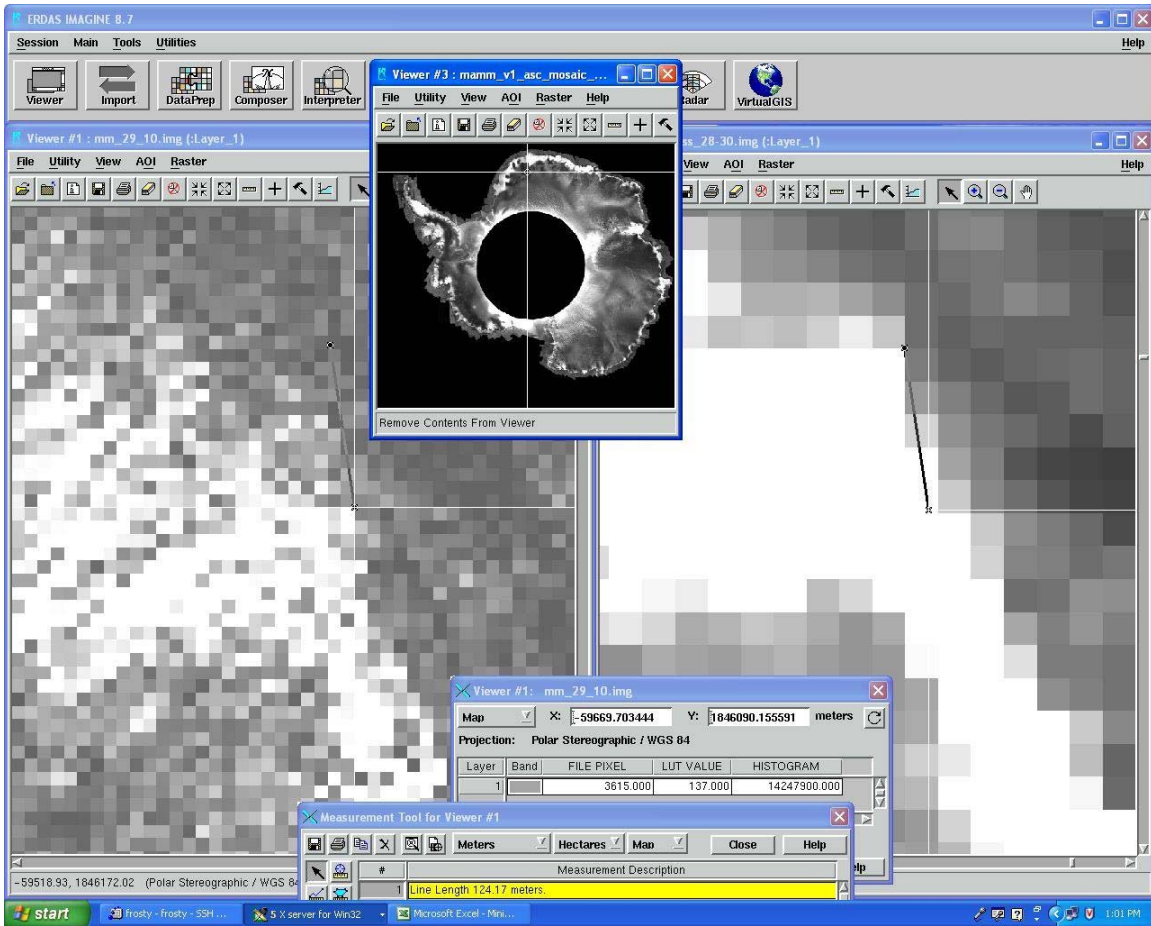 ERDAS IMAGINE 8.7
Session Main Tools Utilities Help
Viewer Import DataPrep Composer Interpreter Radar VirtualGIS
Viewer #3 : mamm_v1_asc_mosaic_...
File Utility View AOI Raster Help
Remove Contents From Viewer
Viewer #1 : mm_29_10.img (:Layer_1)
File Utility View AOI Raster
ss_28-30.img (:Layer_1)
View AOI Raster Help
Viewer #1: mm_29_10.img
Map X: -59669.703444 Y: 1846090.155591 meters
Projection: Polar Stereographic / WGS 84
Layer Band FILE PIXEL LUT VALUE HISTOGRAM
1 3615.000 137.000 14247900.000
Measurement Tool for Viewer #1
Meters Hectares Map Close Help
# Measurement Description
1 Line Length 124.17 meters.
-59518.93, 1846172.02 (Polar Stereographic / WGS 84
start frosty - frosty - SSH ... 5 X server for Win32 Microsoft Excel - Mini... 1:01 PM